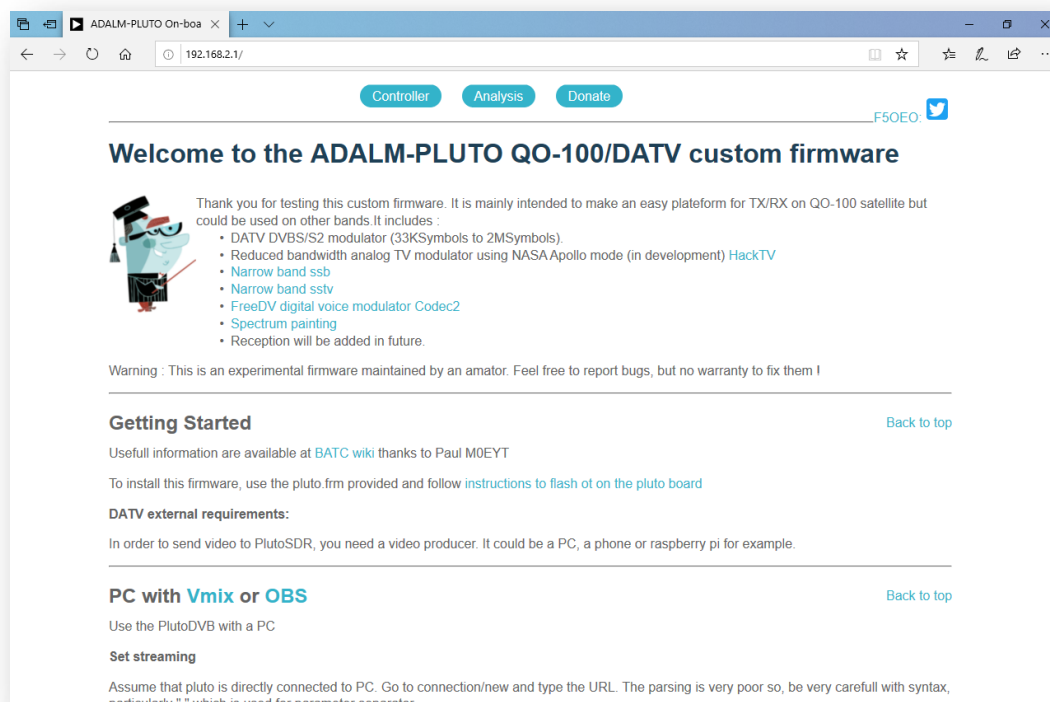 ADALM-PLUTO On-boa
192.168.2.1/
Controller Analysis Donate
F5OEO:
Welcome to the ADALM-PLUTO QO-100/DATV custom firmware
Thank you for testing this custom firmware. It is mainly intended to make an easy plateform for TX/RX on QO-100 satellite but
could be used on other bands.It includes :
• DATV DVBS/S2 modulator (33KSymbols to 2MSymbols).
• Reduced bandwidth analog TV modulator using NASA Apollo mode (in development) HackTV
• Narrow band ssb
• Narrow band sstv
• FreeDV digital voice modulator Codec2
• Spectrum painting
• Reception will be added in future.
Warning : This is an experimental firmware maintained by an amator. Feel free to report bugs, but no warranty to fix them !
Getting Started
Back to top
Usefull information are available at BATC wiki thanks to Paul M0EYT
To install this firmware, use the pluto.frm provided and follow instructions to flash ot on the pluto board
DATV external requirements:
In order to send video to PlutoSDR, you need a video producer. It could be a PC, a phone or raspberry pi for example.
PC with Vmix or OBS
Back to top
Use the PlutoDVB with a PC
Set streaming
Assume that pluto is directly connected to PC. Go to connection/new and type the URL. The parsing is very poor so, be very carefull with syntax,